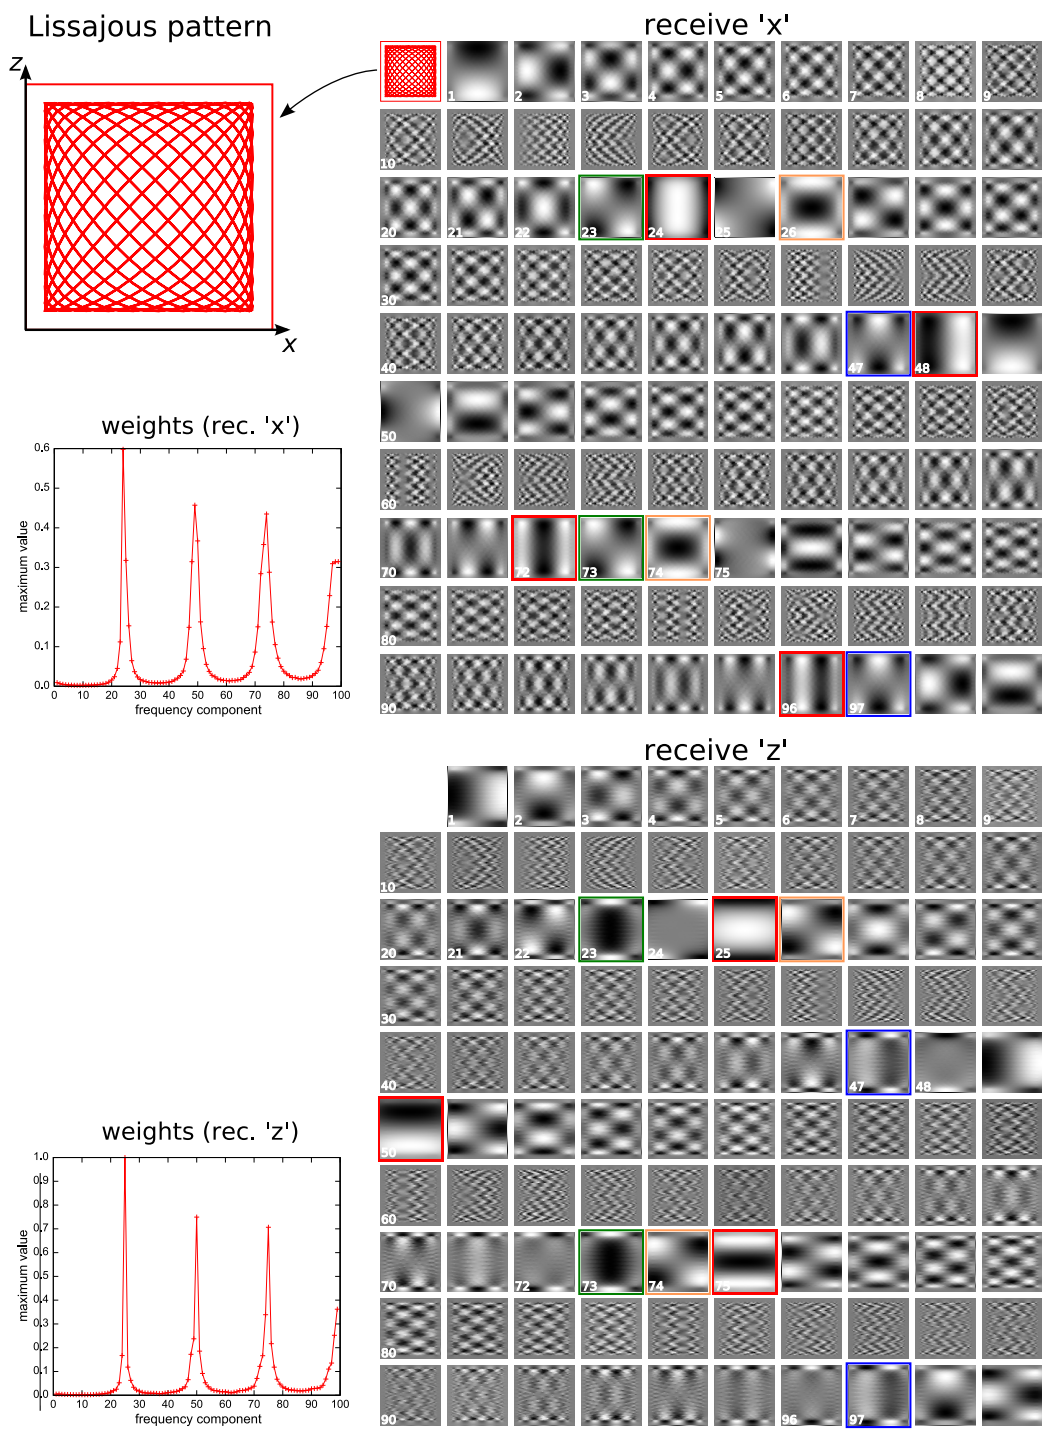 Lissajous pattern
z
x
receive 'x'
1 2 3 4 5 6 7 8 9
10
20 21 22 23 24 25 26
30
40 47 48
50
60
70 72 73 74 75
80
90 96 97
weights (rec. 'x')
maximum value
0.6
0.5
0.4
0.3
0.2
0.1
0.0
0 10 20 30 40 50 60 70 80 90 100
frequency component
receive 'z'
1 2 3 4 5 6 7 8 9
10
20 21 22 23 24 25 26
30
40 47 48
50
60
70 72 73 74 75
80
90 96 97
weights (rec. 'z')
maximum value
1.0
0.9
0.8
0.7
0.6
0.5
0.4
0.3
0.2
0.1
0.0
0 10 20 30 40 50 60 70 80 90 100
frequency component